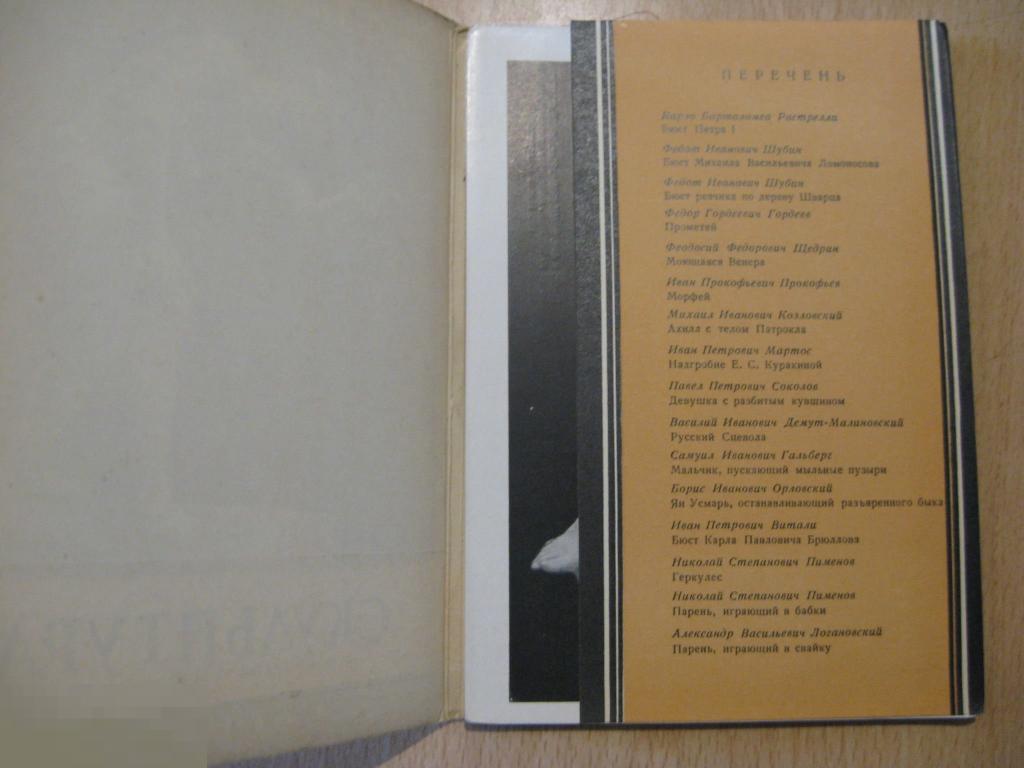 ПЕРЕЧЕНЬ
Карло Бартоломео Растрелли
Бюст Петра I
Федот Иванович Шубин
Бюст Михаила Васильевича Ломоносова
Федот Иванович Шубин
Бюст резчика по дереву Шварца
Федор Гордеевич Гордеев
Прометей
Феодосий Федорович Щедрин
Моющаяся Венера
Иван Прокофьевич Прокофьев
Морфей
Михаил Иванович Козловский
Ахилл с телом Патрокла
Иван Петрович Мартос
Надгробие Е. С. Куракиной
Павел Петрович Соколов
Девушка с разбитым кувшином
Василий Иванович Демут-Малиновский
Русский Сцевола
Самуил Иванович Гальберг
Мальчик, пускающий мыльные пузыри
Борис Иванович Орловский
Ян Усмарь, останавливающий разъяренного быка
Иван Петрович Витали
Бюст Карла Павловича Брюллова
Николай Степанович Пименов
Геркулес
Николай Степанович Пименов
Парень, играющий в бабки
Александр Васильевич Логановский
Парень, играющий в свайку